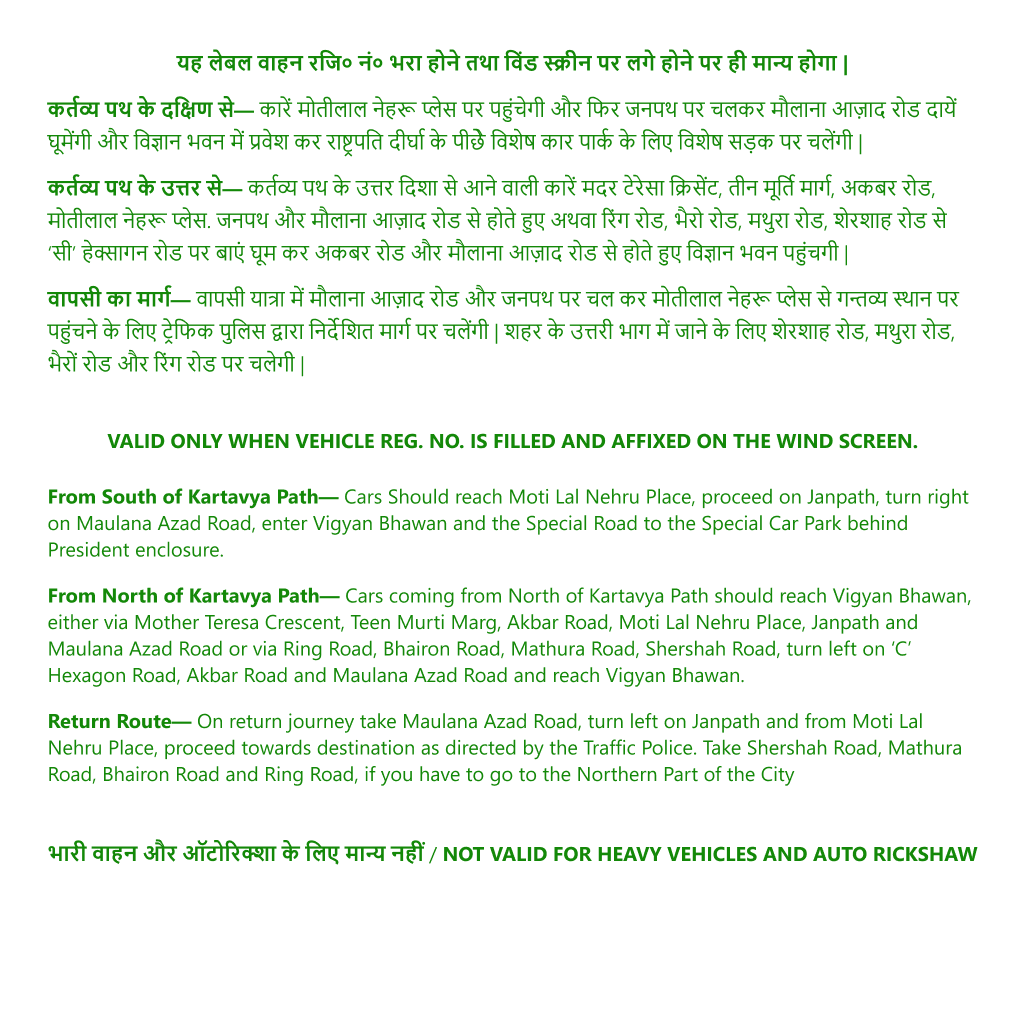 यह लेबल वाहन रजि० नं० भरा होने तथा विंड स्क्रीन पर लगे होने पर ही मान्य होगा |
कर्तव्य पथ के दक्षिण से— कारें मोतीलाल नेहरू प्लेस पर पहुंचेगी और फिर जनपथ पर चलकर मौलाना आज़ाद रोड दायें
घूमेंगी और विज्ञान भवन में प्रवेश कर राष्ट्रपति दीर्घा के पीछे विशेष कार पार्क के लिए विशेष सड़क पर चलेंगी |
कर्तव्य पथ के उत्तर से— कर्तव्य पथ के उत्तर दिशा से आने वाली कारें मदर टेरेसा क्रिसेंट, तीन मूर्ति मार्ग, अकबर रोड,
मोतीलाल नेहरू प्लेस. जनपथ और मौलाना आज़ाद रोड से होते हुए अथवा रिंग रोड, भैरो रोड, मथुरा रोड, शेरशाह रोड से
‘सी’ हेक्सागन रोड पर बाएं घूम कर अकबर रोड और मौलाना आज़ाद रोड से होते हुए विज्ञान भवन पहुंचगी |
वापसी का मार्ग— वापसी यात्रा में मौलाना आज़ाद रोड और जनपथ पर चल कर मोतीलाल नेहरू प्लेस से गन्तव्य स्थान पर
पहुंचने के लिए ट्रेफिक पुलिस द्वारा निर्देशित मार्ग पर चलेंगी | शहर के उत्तरी भाग में जाने के लिए शेरशाह रोड, मथुरा रोड,
भैरों रोड और रिंग रोड पर चलेगी |
VALID ONLY WHEN VEHICLE REG. NO. IS FILLED AND AFFIXED ON THE WIND SCREEN.
From South of Kartavya Path— Cars Should reach Moti Lal Nehru Place, proceed on Janpath, turn right
on Maulana Azad Road, enter Vigyan Bhawan and the Special Road to the Special Car Park behind
President enclosure.
From North of Kartavya Path— Cars coming from North of Kartavya Path should reach Vigyan Bhawan,
either via Mother Teresa Crescent, Teen Murti Marg, Akbar Road, Moti Lal Nehru Place, Janpath and
Maulana Azad Road or via Ring Road, Bhairon Road, Mathura Road, Shershah Road, turn left on ‘C’
Hexagon Road, Akbar Road and Maulana Azad Road and reach Vigyan Bhawan.
Return Route— On return journey take Maulana Azad Road, turn left on Janpath and from Moti Lal
Nehru Place, proceed towards destination as directed by the Traffic Police. Take Shershah Road, Mathura
Road, Bhairon Road and Ring Road, if you have to go to the Northern Part of the City
भारी वाहन और ऑटोरिक्शा के लिए मान्य नहीं / NOT VALID FOR HEAVY VEHICLES AND AUTO RICKSHAW